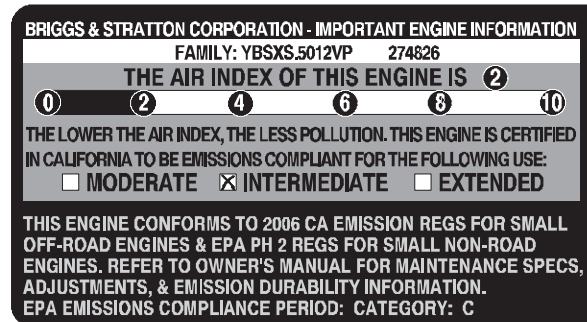 BRIGGS & STRATTON CORPORATION - IMPORTANT ENGINE INFORMATION
FAMILY: YBSXS.5012VP 274826
THE AIR INDEX OF THIS ENGINE IS 2
0 2 4 6 8 10
THE LOWER THE AIR INDEX, THE LESS POLLUTION. THIS ENGINE IS CERTIFIED
IN CALIFORNIA TO BE EMISSIONS COMPLIANT FOR THE FOLLOWING USE:
☐ MODERATE ☒ INTERMEDIATE ☐ EXTENDED
THIS ENGINE CONFORMS TO 2006 CA EMISSION REGS FOR SMALL
OFF-ROAD ENGINES & EPA PH 2 REGS FOR SMALL NON-ROAD
ENGINES. REFER TO OWNER'S MANUAL FOR MAINTENANCE SPECS,
ADJUSTMENTS, & EMISSION DURABILITY INFORMATION.
EPA EMISSIONS COMPLIANCE PERIOD: CATEGORY: C